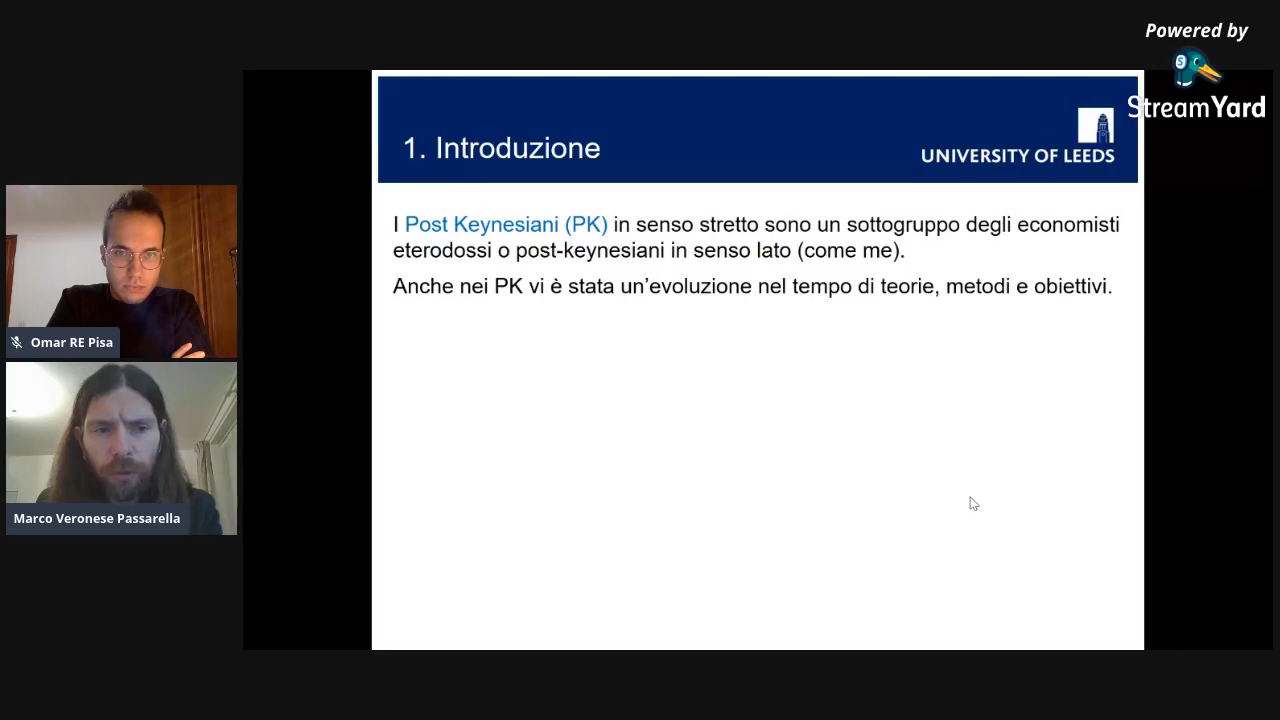 Powered by
StreamYard
1. Introduzione
UNIVERSITY OF LEEDS
I Post Keynesiani (PK) in senso stretto sono un sottogruppo degli economisti
eterodossi o post-keynesiani in senso lato (come me).
Anche nei PK vi è stata un’evoluzione nel tempo di teorie, metodi e obiettivi.
Omar RE Pisa
Marco Veronese Passarella